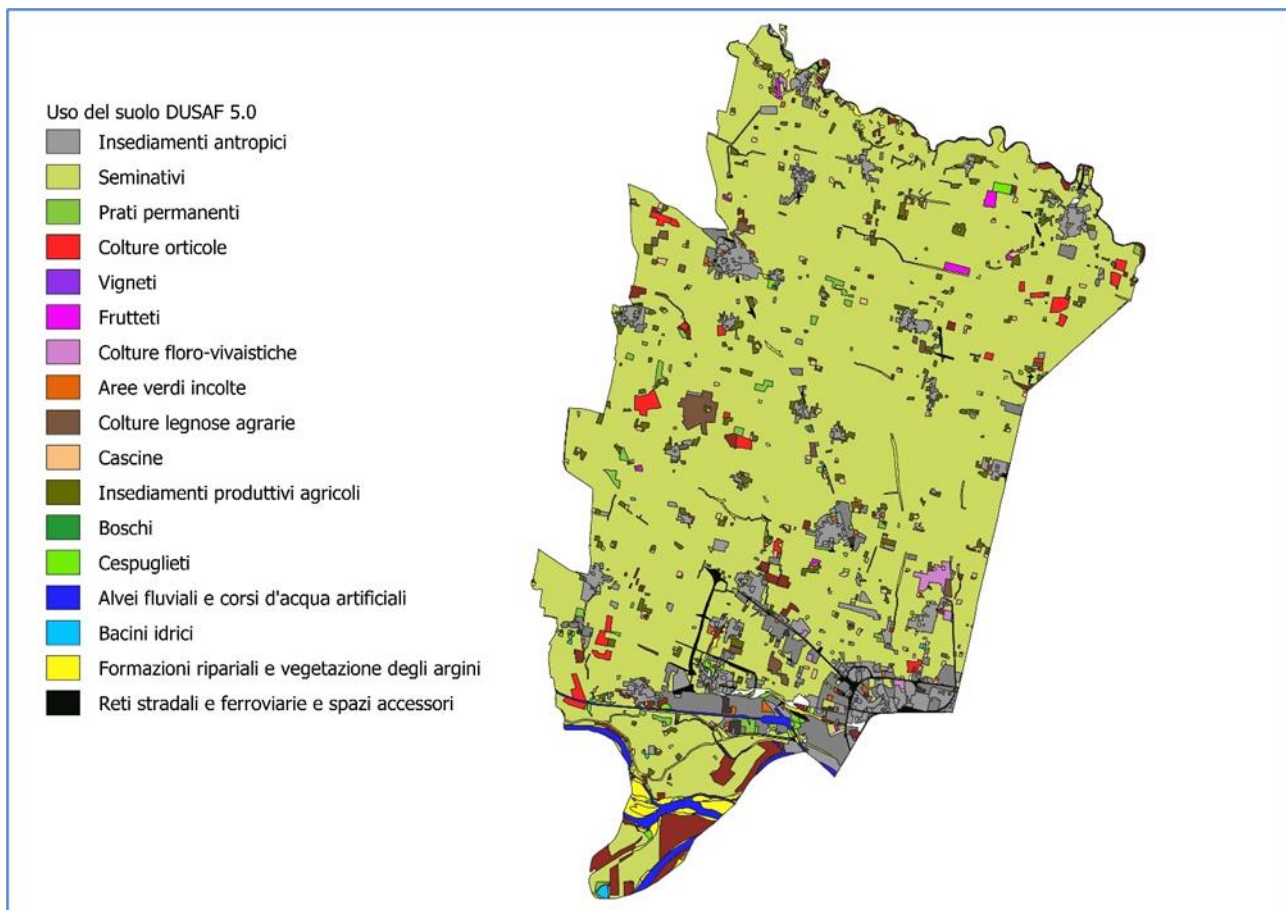 Uso del suolo DUSAF 5.0
Insediamenti antropici
Seminativi
Prati permanenti
Colture orticole
Vigneti
Frutteti
Colture floro-vivaistiche
Aree verdi incolte
Colture legnose agrarie
Cascine
Insediamenti produttivi agricoli
Boschi
Cespuglieti
Alvei fluviali e corsi d'acqua artificiali
Bacini idrici
Formazioni ripariali e vegetazione degli argini
Reti stradali e ferroviarie e spazi accessori